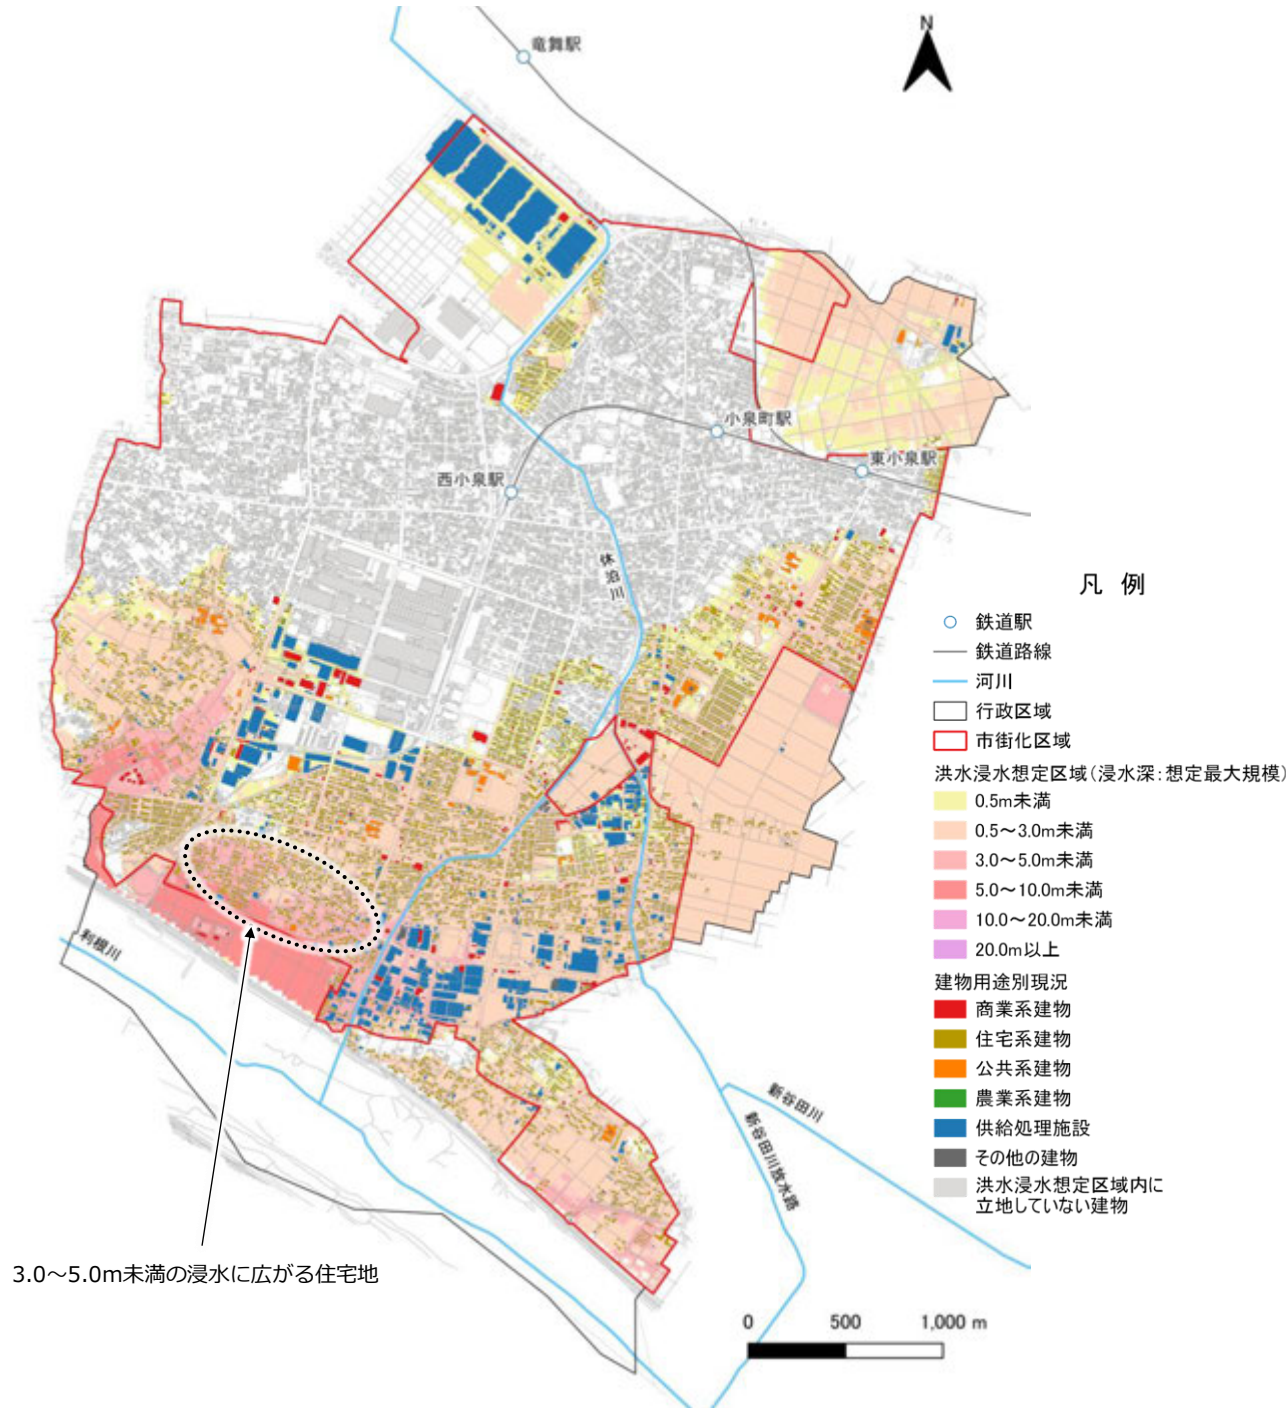 N
竜舞駅
小泉町駅
東小泉駅
西小泉駅
休泊川
利根川
新谷田川
新谷田川放水路
凡 例
鉄道駅
鉄道路線
河川
行政区域
市街化区域
洪水浸水想定区域（浸水深：想定最大規模）
0.5m未満
0.5～3.0m未満
3.0～5.0m未満
5.0～10.0m未満
10.0～20.0m未満
20.0m以上
建物用途別現況
商業系建物
住宅系建物
公共系建物
農業系建物
供給処理施設
その他の建物
洪水浸水想定区域内に
立地していない建物
3.0～5.0m未満の浸水に広がる住宅地
0 500 1,000 m